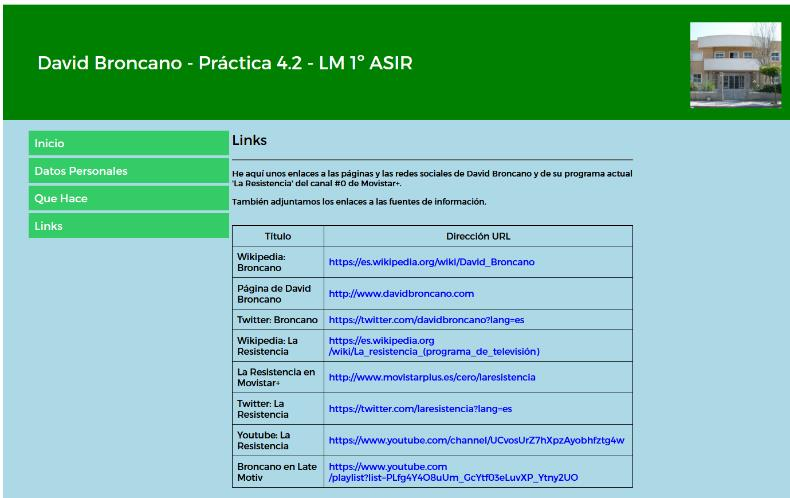 David Broncano - Práctica 4.2 - LM 1º ASIR
Inicio
Datos Personales
Que Hace
Links
Links
He aquí unos enlaces a las páginas y las redes sociales de David Broncano y de su programa actual
'La Resistencia' del canal #0 de Movistar+.
También adjuntamos los enlaces a las fuentes de información.
Título
Dirección URL
Wikipedia:
Broncano
https://es.wikipedia.org/wiki/David_Broncano
Página de David
Broncano
http://www.davidbroncano.com
Twitter: Broncano
https://twitter.com/davidbroncano?lang=es
Wikipedia: La
Resistencia
https://es.wikipedia.org
/wiki/La_resistencia_(programa_de_televisión)
La Resistencia en
Movistar+
http://www.movistarplus.es/cero/laresistencia
Twitter: La
Resistencia
https://twitter.com/laresistencia?lang=es
Youtube: La
Resistencia
https://www.youtube.com/channel/UCvosUrZ7hXpzAyobhfztg4w
Broncano en Late
Motiv
https://www.youtube.com
/playlist?list=PLfg4Y4O8uUm_GcYtf03eLuvXP_Ytny2UO